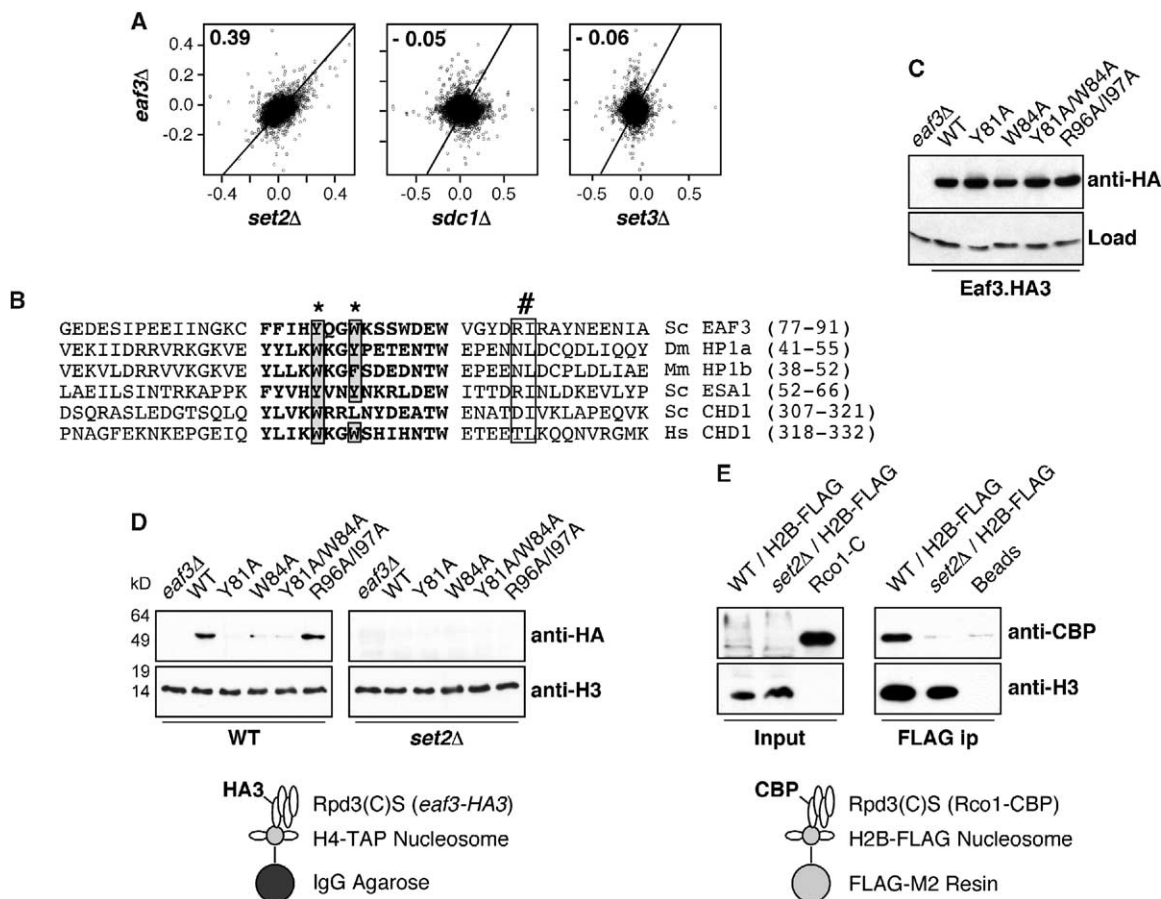 A
0.39
- 0.05
- 0.06
eaf3Δ
0.4
0.2
0.0
-0.2
-0.4 0.0 0.4
-0.5 0.0 0.5
-0.5 0.0 0.5
set2Δ
sdc1Δ
set3Δ
C
eaf3Δ
WT
Y81A
W84A
Y81A/W84A
R96A/I97A
anti-HA
Load
Eaf3.HA3
B
* * #
GEDESIPEEIINGKC FFIHYQGWKSSWDEW VGYDRIRAYNEENIA Sc EAF3 (77-91)
VEKIIDRRVRKGKVE YYLKWKGYPETENTW EPENNLDCQDLIQQY Dm HP1a (41-55)
VEKVLDRRVVKGKVE YLLKWKGFSDEDNTW EPEENLDCPDLIAE Mm HP1b (38-52)
LAEILSINTRKAPPK FYVHYVNYNKRLDEW ITTDRINLDKEVLYP Sc ESA1 (52-66)
DSQRASLEDGTSQLQ YLVKWRRLNYDEATW ENATDIVKLAPEQVK Sc CHD1 (307-321)
PNAGFEKNKEPGEIQ YLIKWKGWSHIHNTW ETEETLKQQNVRGMK Hs CHD1 (318-332)
D
kD
eaf3Δ
WT
Y81A
W84A
Y81A/W84A
R96A/I97A
eaf3Δ
WT
Y81A
W84A
Y81A/W84A
R96A/I97A
64
49
19
14
anti-HA
anti-H3
WT
set2Δ
HA3
Rpd3(C)S (eaf3-HA3)
H4-TAP Nucleosome
IgG Agarose
E
WT / H2B-FLAG
set2Δ / H2B-FLAG
Rco1-C
WT / H2B-FLAG
set2Δ / H2B-FLAG
Beads
anti-CBP
anti-H3
Input
FLAG ip
CBP
Rpd3(C)S (Rco1-CBP)
H2B-FLAG Nucleosome
FLAG-M2 Resin